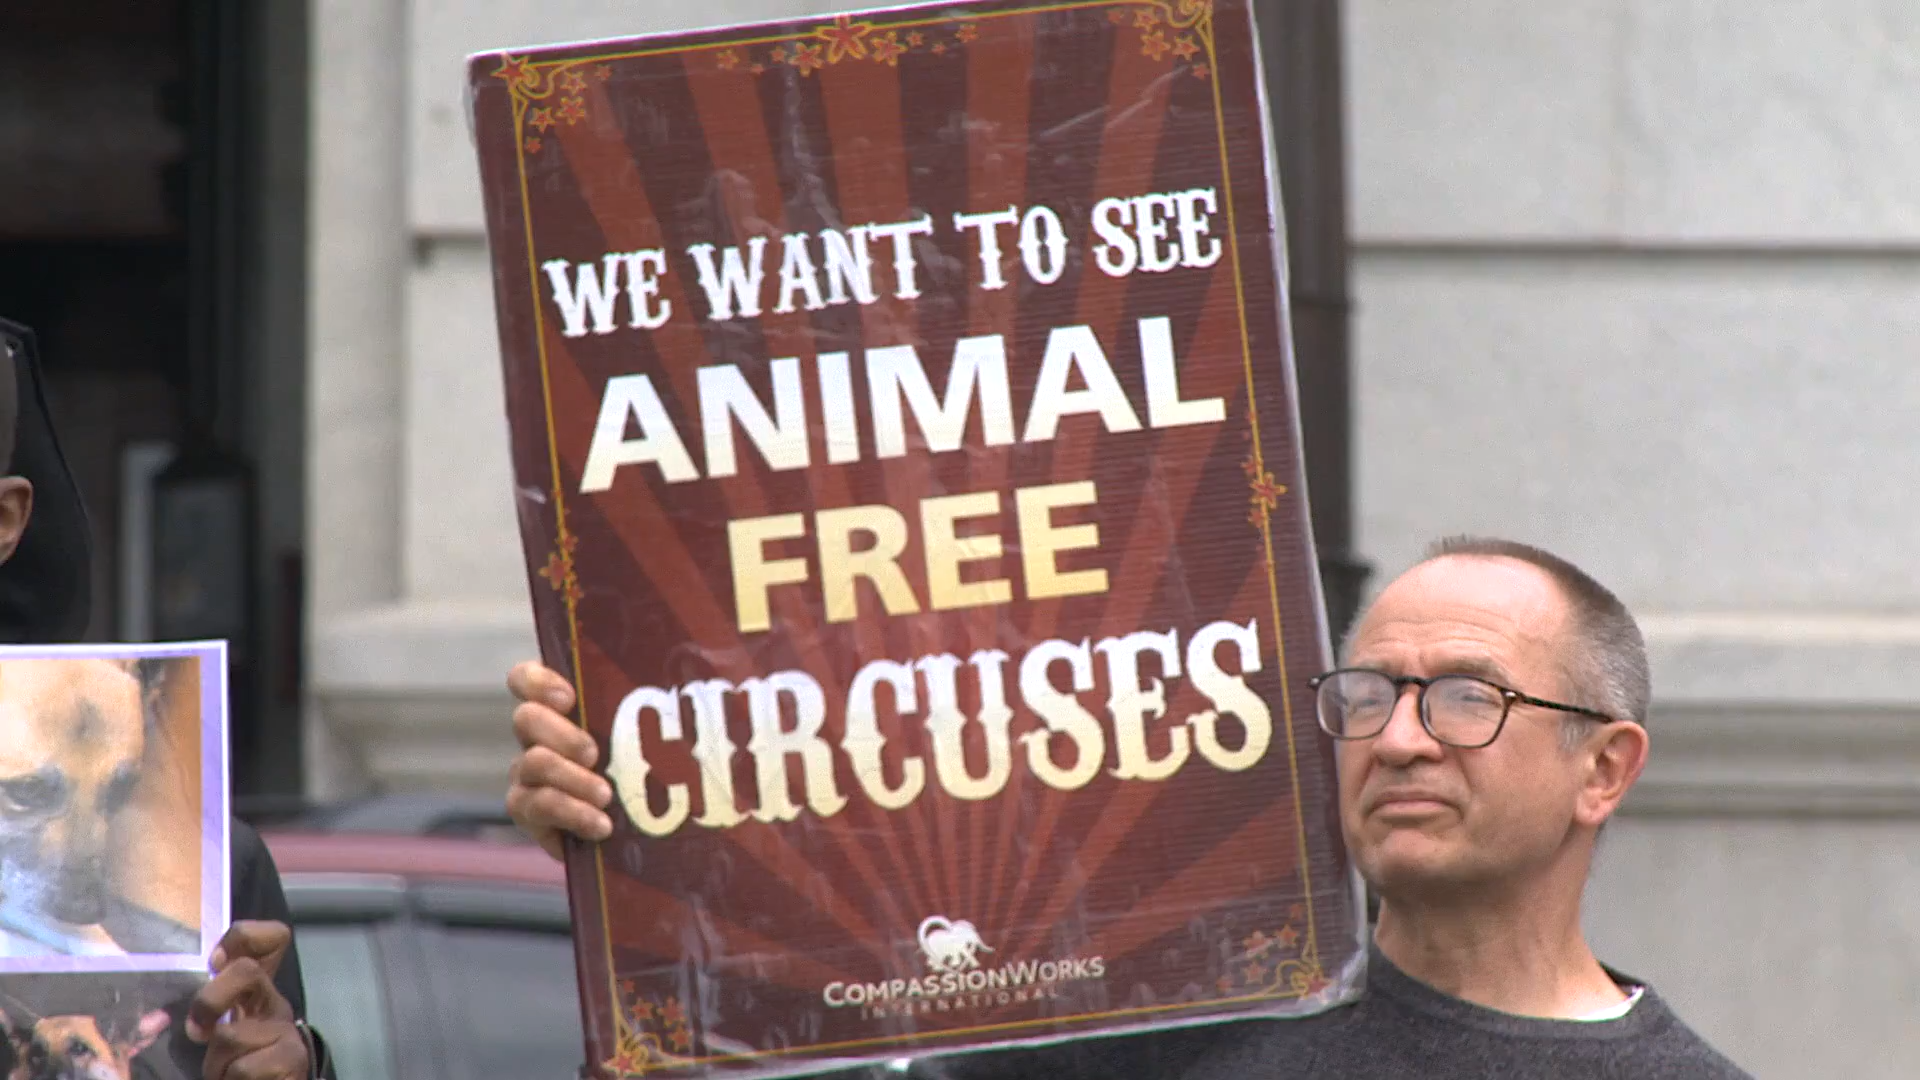 WE WANT TO SEE
ANIMAL
FREE
CIRCUSES
COMPASSIONWORKS
INTERNATIONAL